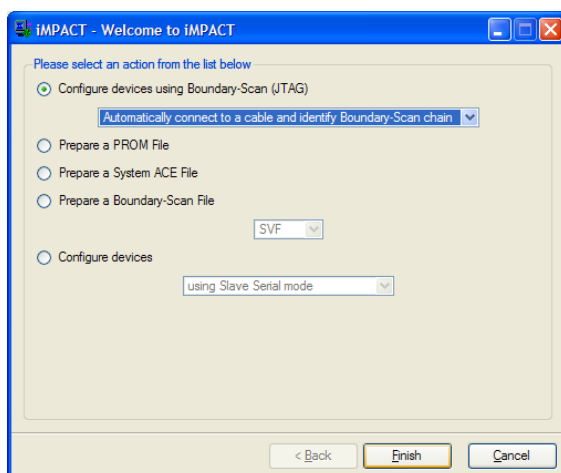 iMPACT - Welcome to iMPACT
Please select an action from the list below
Configure devices using Boundary-Scan (JTAG)
Automatically connect to a cable and identify Boundary-Scan chain
Prepare a PROM File
Prepare a System ACE File
Prepare a Boundary-Scan File
SVF
Configure devices
using Slave Serial mode
< Back Finish Cancel